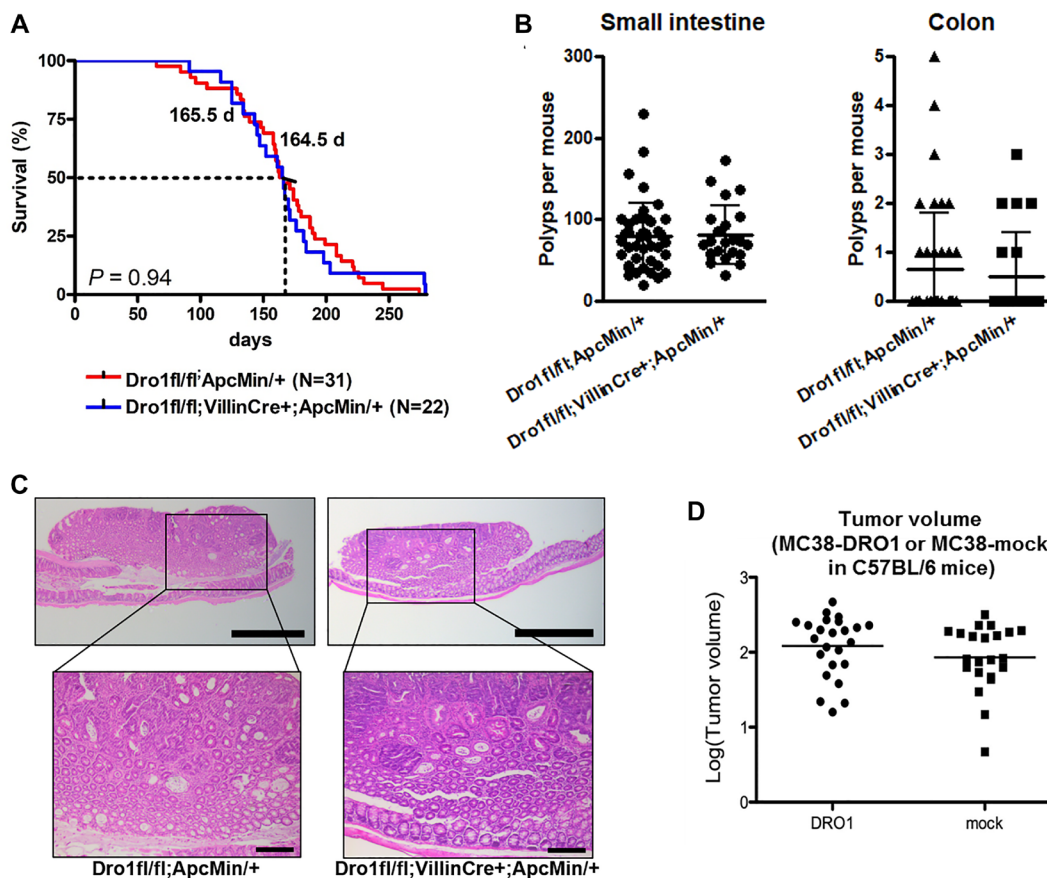 A
100
75
50
25
0
Survival (%)
165.5 d
164.5 d
P = 0.94
0 50 100 150 200 250
days
Dro1fl/fl;ApcMin/+ (N=31)
Dro1fl/fl;VillinCre+;ApcMin/+ (N=22)
B
Small intestine
300
200
100
0
Polyps per mouse
Dro1fl/fl;ApcMin/+
Dro1fl/fl;VillinCre+;ApcMin/+
Colon
5
4
3
2
1
0
Polyps per mouse
Dro1fl/fl;ApcMin/+
Dro1fl/fl;VillinCre+;ApcMin/+
C
Dro1fl/fl;ApcMin/+
Dro1fl/fl;VillinCre+;ApcMin/+
D
Tumor volume
(MC38-DRO1 or MC38-mock
in C57BL/6 mice)
3
2
1
0
Log(Tumor volume)
DRO1
mock